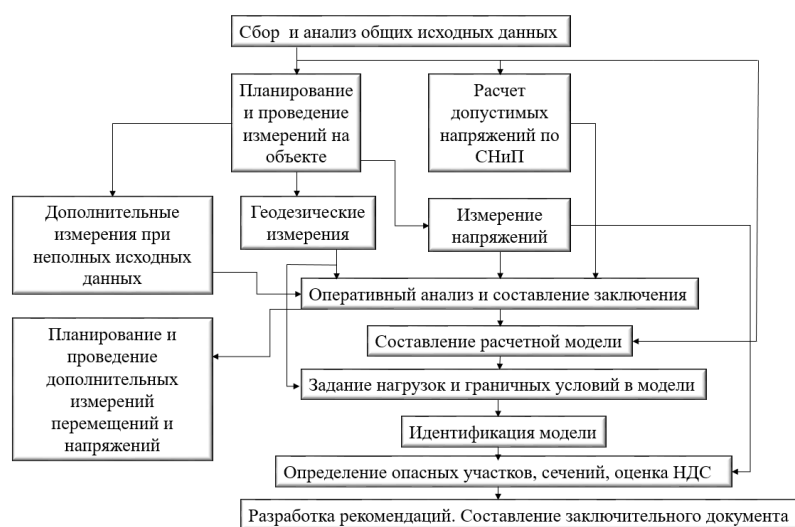 Сбор и анализ общих исходных данных
Планирование
и проведение
измерений на
объекте
Расчет
допустимых
напряжений по
СНиП
Дополнительные
измерения при
неполных исходных
данных
Геодезические
измерения
Измерение
напряжений
Оперативный анализ и составление заключения
Планирование и
проведение
дополнительных
измерений
перемещений и
напряжений
Составление расчетной модели
Задание нагрузок и граничных условий в модели
Идентификация модели
Определение опасных участков, сечений, оценка НДС
Разработка рекомендаций. Составление заключительного документа